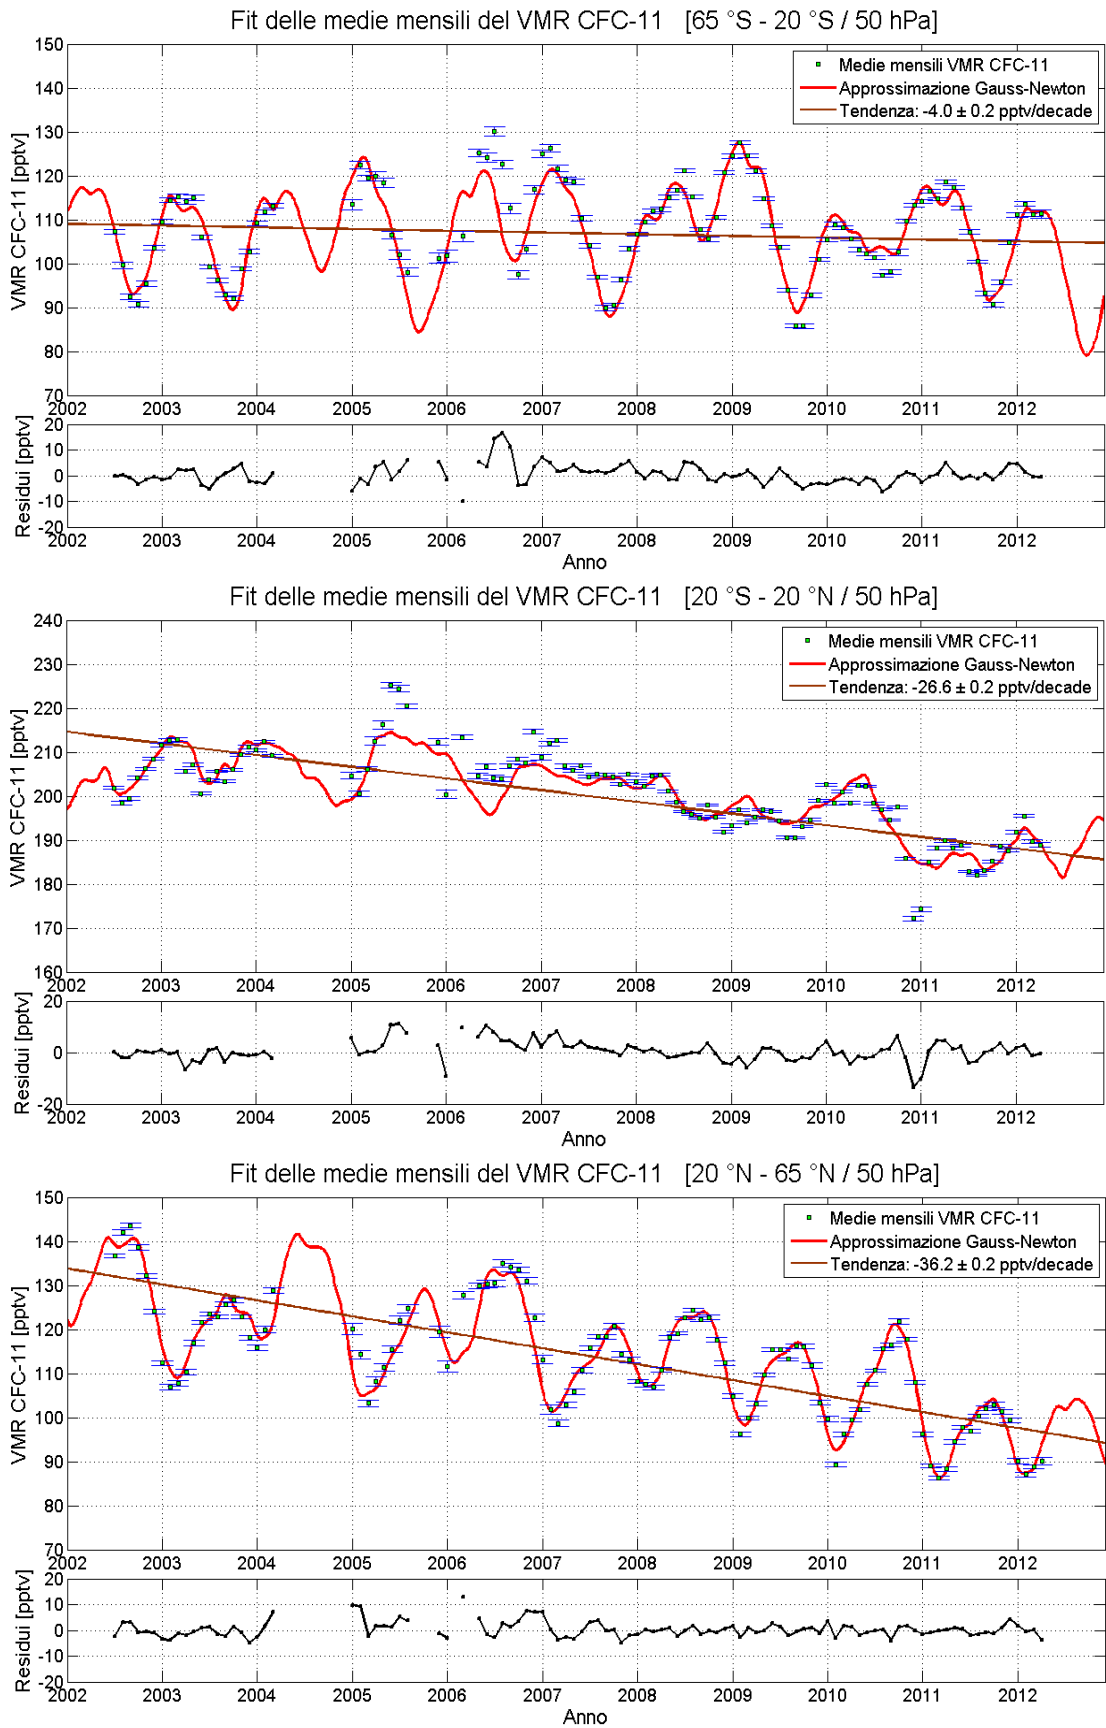 Fit delle medie mensili del VMR CFC-11 [65 °S - 20 °S / 50 hPa]
150
140
130
120
110
100
90
80
70
VMR CFC-11 [pptv]
Medie mensili VMR CFC-11
Approssimazione Gauss-Newton
Tendenza: -4.0 ± 0.2 pptv/decade
2002 2003 2004 2005 2006 2007 2008 2009 2010 2011 2012
20
10
0
-10
-20
Residui [pptv]
2002 2003 2004 2005 2006 2007 2008 2009 2010 2011 2012
Anno
Fit delle medie mensili del VMR CFC-11 [20 °S - 20 °N / 50 hPa]
240
230
220
210
200
190
180
170
160
VMR CFC-11 [pptv]
Medie mensili VMR CFC-11
Approssimazione Gauss-Newton
Tendenza: -26.6 ± 0.2 pptv/decade
2002 2003 2004 2005 2006 2007 2008 2009 2010 2011 2012
20
0
-20
Residui [pptv]
2002 2003 2004 2005 2006 2007 2008 2009 2010 2011 2012
Anno
Fit delle medie mensili del VMR CFC-11 [20 °N - 65 °N / 50 hPa]
150
140
130
120
110
100
90
80
70
VMR CFC-11 [pptv]
Medie mensili VMR CFC-11
Approssimazione Gauss-Newton
Tendenza: -36.2 ± 0.2 pptv/decade
2002 2003 2004 2005 2006 2007 2008 2009 2010 2011 2012
20
10
0
-10
-20
Residui [pptv]
2002 2003 2004 2005 2006 2007 2008 2009 2010 2011 2012
Anno